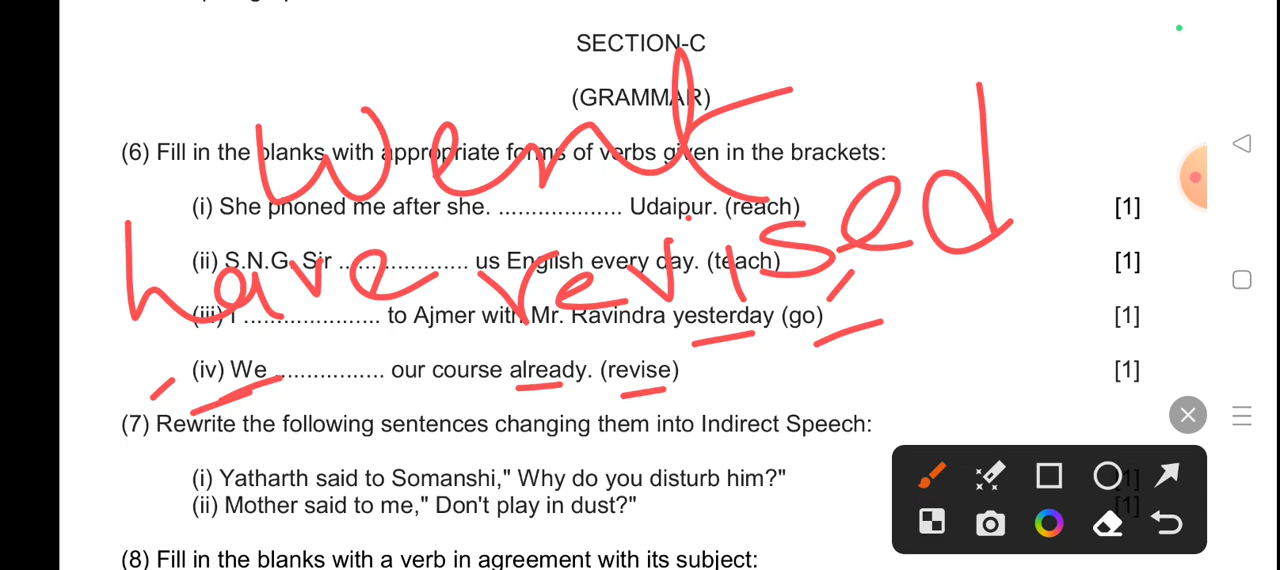 SECTION-C
(GRAMMAR)
went
(6) Fill in the blanks with appropriate forms of verbs given in the brackets:
(i) She phoned me after she. ................... Udaipur. (reach) [1]
have revised
(ii) S.N.G. Sir .................... us English every day. (teach) [1]
(iii) I ..................... to Ajmer with Mr. Ravindra yesterday (go) [1]
(iv) We ................. our course already. (revise) [1]
(7) Rewrite the following sentences changing them into Indirect Speech:
(i) Yatharth said to Somanshi," Why do you disturb him?" [1]
(ii) Mother said to me," Don't play in dust?" [1]
(8) Fill in the blanks with a verb in agreement with its subject: